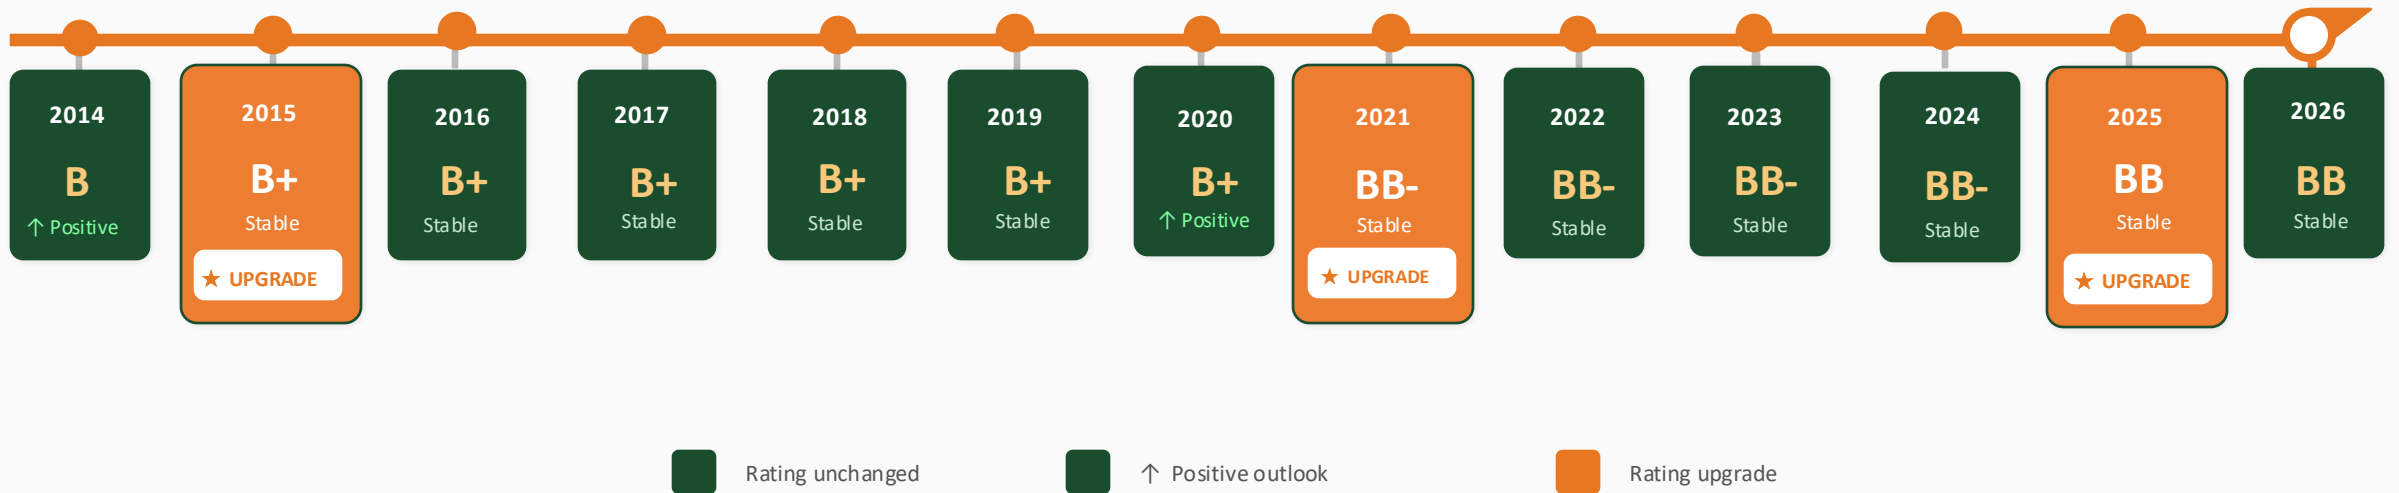 2014
B
↑ Positive
2015
B+
Stable
★ UPGRADE
2016
B+
Stable
2017
B+
Stable
2018
B+
Stable
2019
B+
Stable
2020
B+
↑ Positive
2021
BB-
Stable
★ UPGRADE
2022
BB-
Stable
2023
BB-
Stable
2024
BB-
Stable
2025
BB
Stable
★ UPGRADE
2026
BB
Stable
Rating unchanged
↑ Positive outlook
Rating upgrade